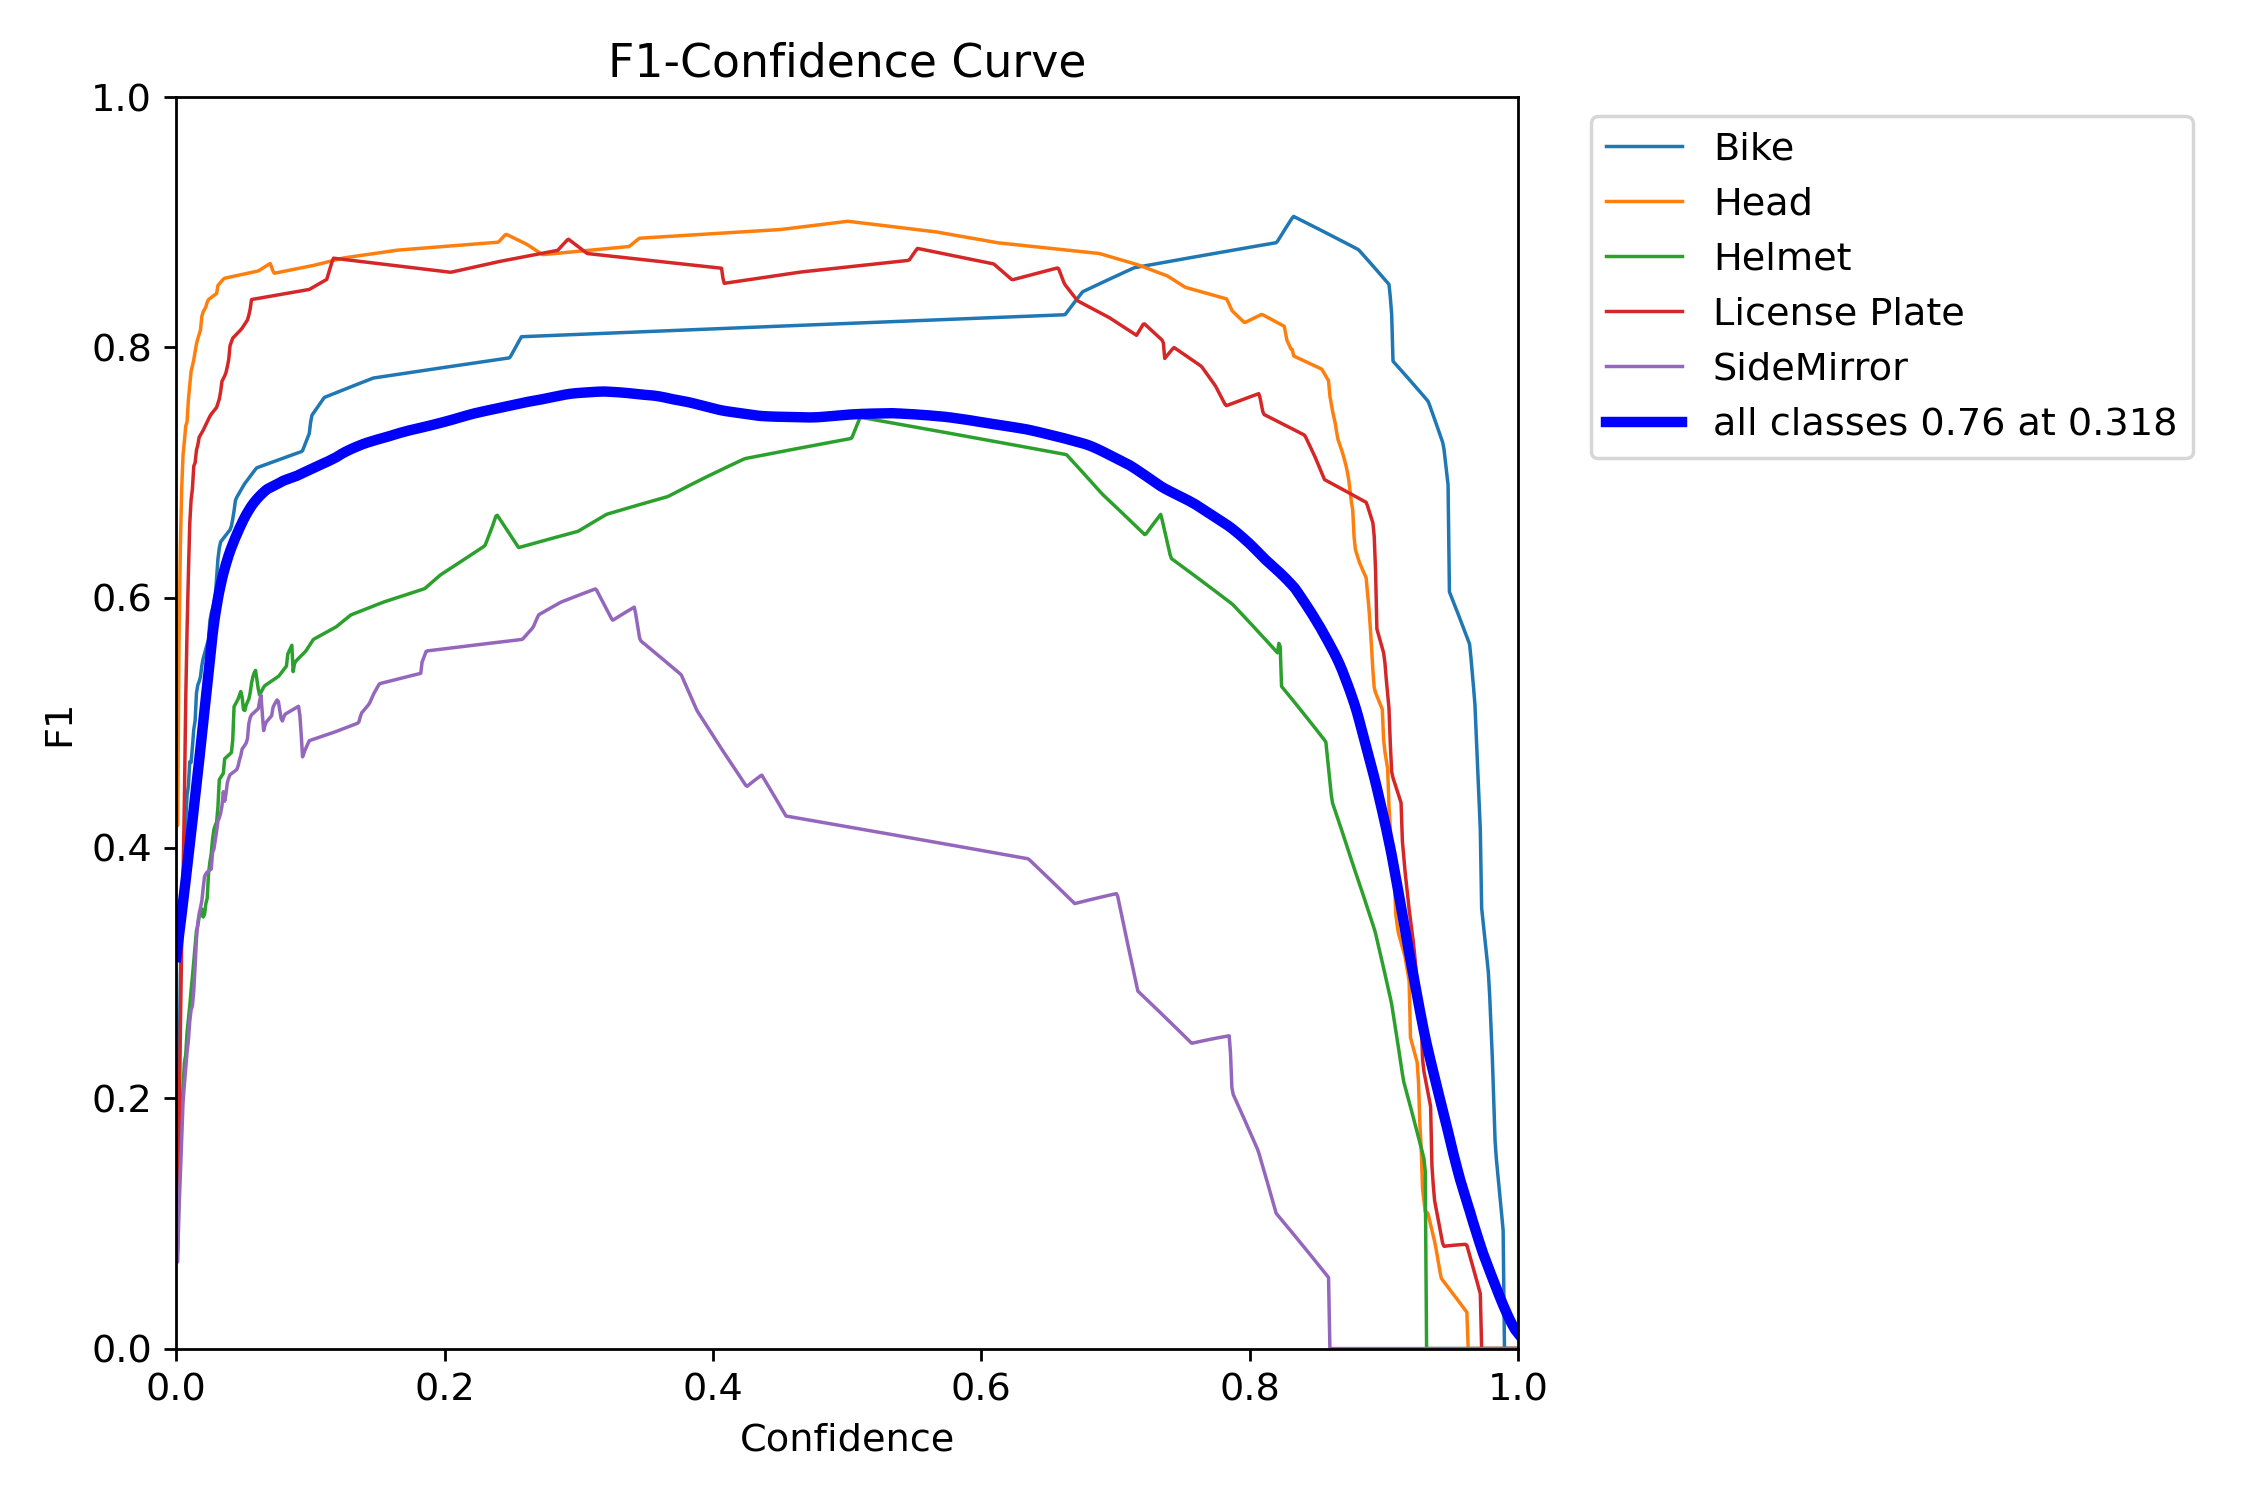 F1-Confidence Curve
1.0
0.8
0.6
0.4
0.2
0.0
F1
0.0 0.2 0.4 0.6 0.8 1.0
Confidence
Bike
Head
Helmet
License Plate
SideMirror
all classes 0.76 at 0.318